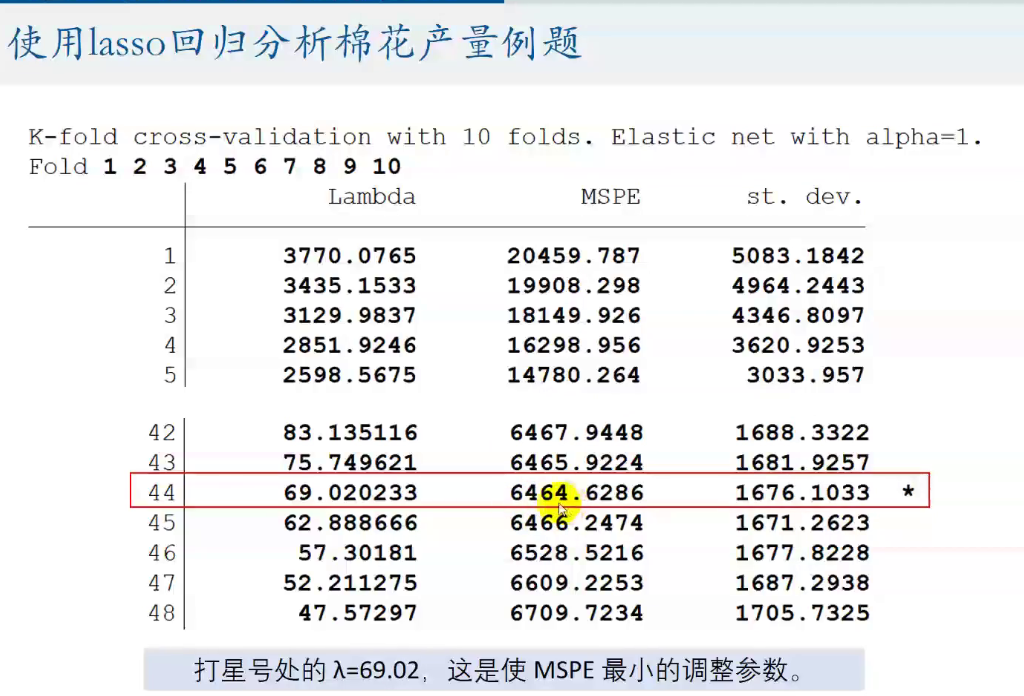 使用lasso回归分析棉花产量例题
K-fold cross-validation with 10 folds. Elastic net with alpha=1.
Fold 1 2 3 4 5 6 7 8 9 10
Lambda MSPE st. dev.
1 3770.0765 20459.787 5083.1842
2 3435.1533 19908.298 4964.2443
3 3129.9837 18149.926 4346.8097
4 2851.9246 16298.956 3620.9253
5 2598.5675 14780.264 3033.957
42 83.135116 6467.9448 1688.3322
43 75.749621 6465.9224 1681.9257
44 69.020233 6464.6286 1676.1033 *
45 62.888666 6466.2474 1671.2623
46 57.30181 6528.5216 1677.8228
47 52.211275 6609.2253 1687.2938
48 47.57297 6709.7234 1705.7325
打星号处的 λ=69.02，这是使 MSPE 最小的调整参数。